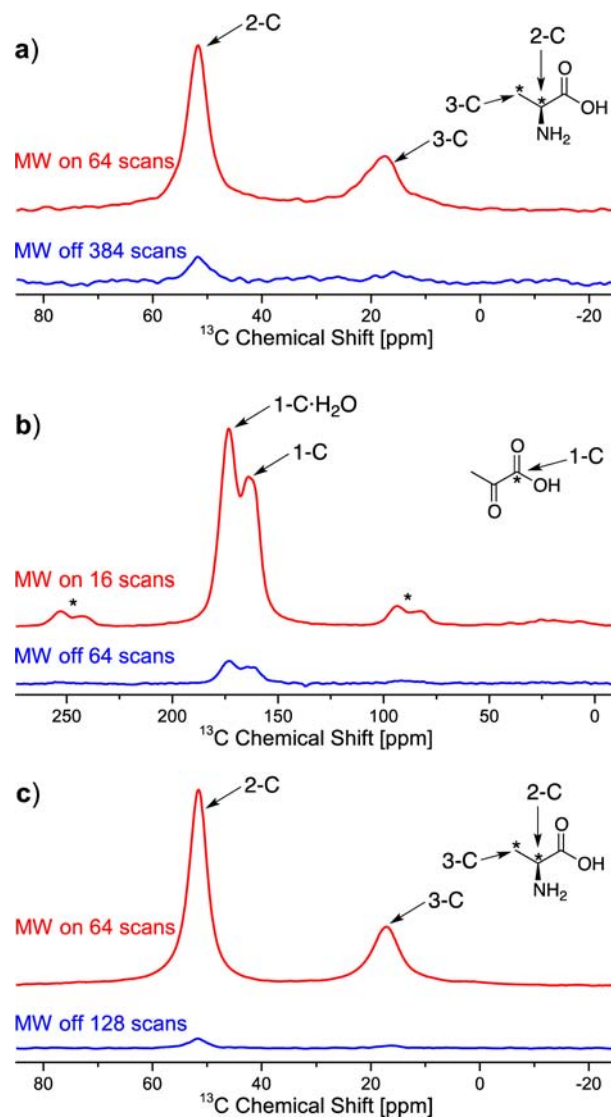 a)
2-C
3-C
MW on 64 scans
MW off 384 scans
2-C
3-C
*
*
O
OH
NH2
80 60 40 20 0 -20
13C Chemical Shift [ppm]
b)
1-C·H2O
1-C
MW on 16 scans
*
*
MW off 64 scans
O
1-C
*
OH
O
250 200 150 100 50 0
13C Chemical Shift [ppm]
c)
2-C
3-C
MW on 64 scans
MW off 128 scans
2-C
3-C
*
*
O
OH
NH2
80 60 40 20 0 -20
13C Chemical Shift [ppm]